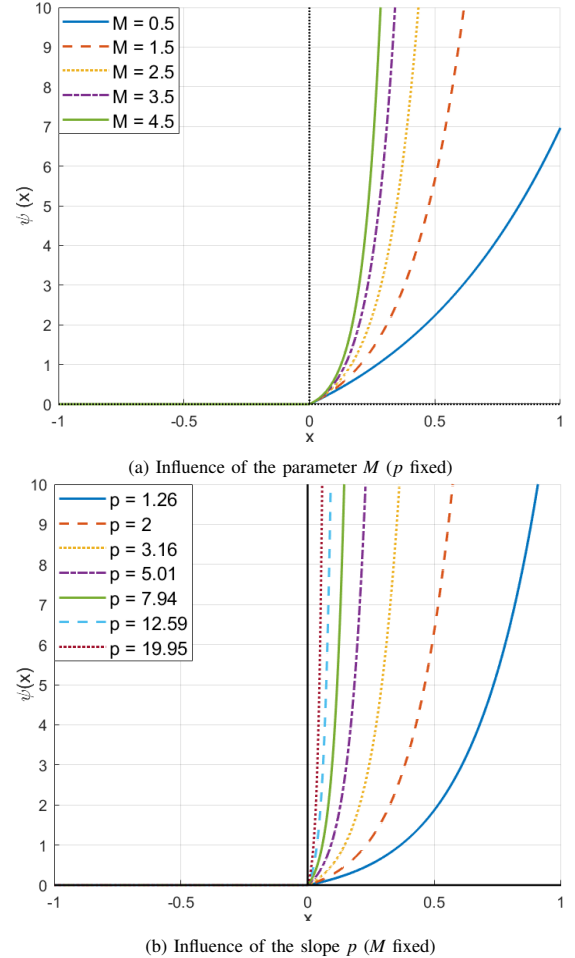 10
9
8
7
6
5
4
3
2
1
0
ψ (x)
M = 0.5
M = 1.5
M = 2.5
M = 3.5
M = 4.5
-1 -0.5 0 0.5 1
x
(a) Influence of the parameter M (p fixed)
10
9
8
7
6
5
4
3
2
1
0
ψ(x)
p = 1.26
p = 2
p = 3.16
p = 5.01
p = 7.94
p = 12.59
p = 19.95
-1 -0.5 0 0.5 1
x
(b) Influence of the slope p (M fixed)